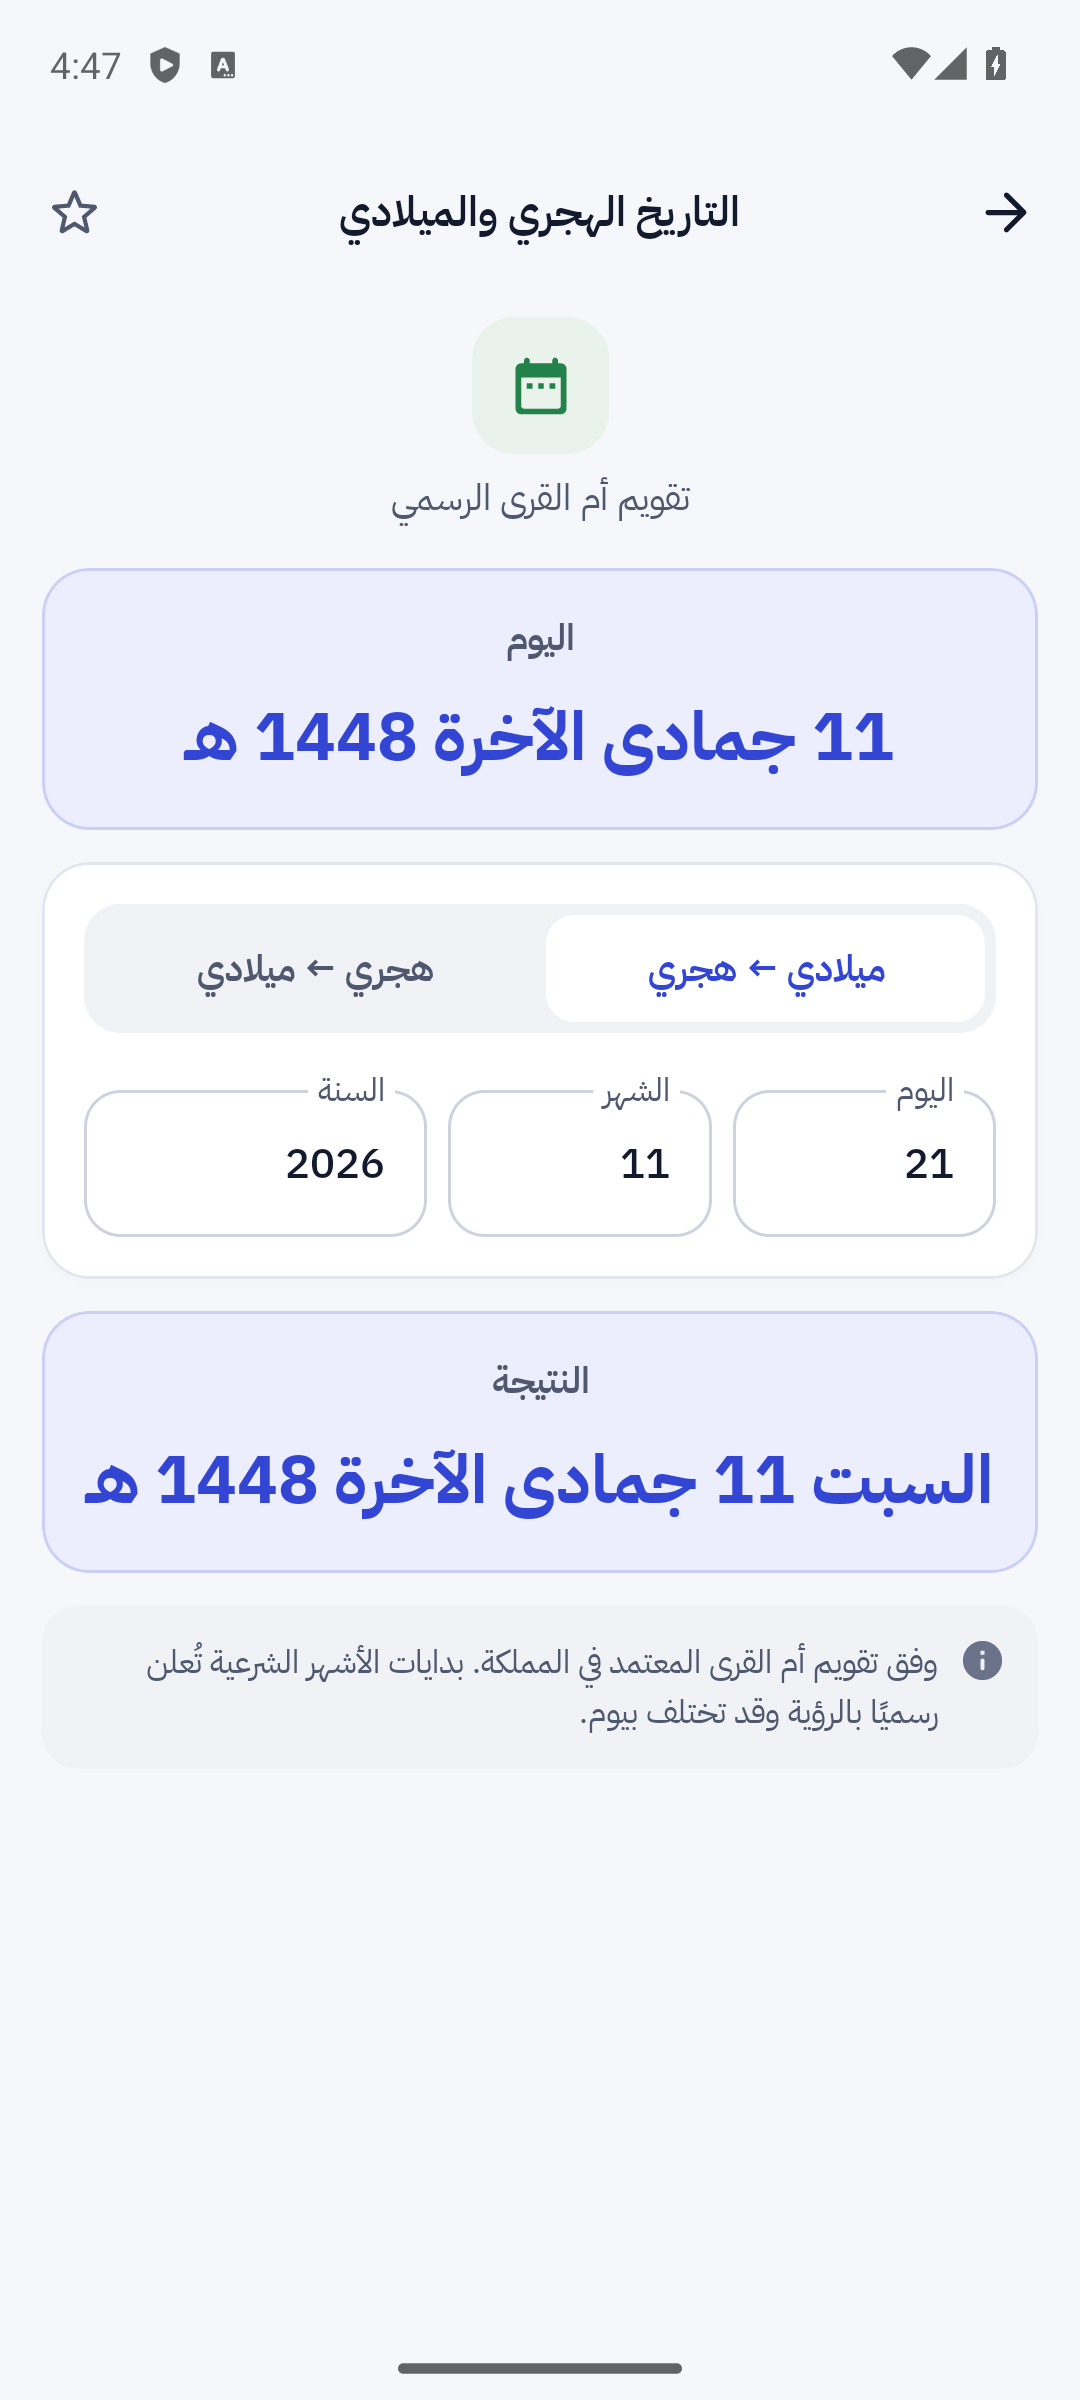 4:47
التاريخ الهجري والميلادي
تقويم أم القرى الرسمي
اليوم
11 جمادى الآخرة 1448 هـ
ميلادي ← هجري
هجري ← ميلادي
اليوم
الشهر
السنة
21
11
2026
النتيجة
السبت 11 جمادى الآخرة 1448 هـ
وفق تقويم أم القرى المعتمد في المملكة. بدايات الأشهر الشرعية تُعلن
رسميًا بالرؤية وقد تختلف بيوم.